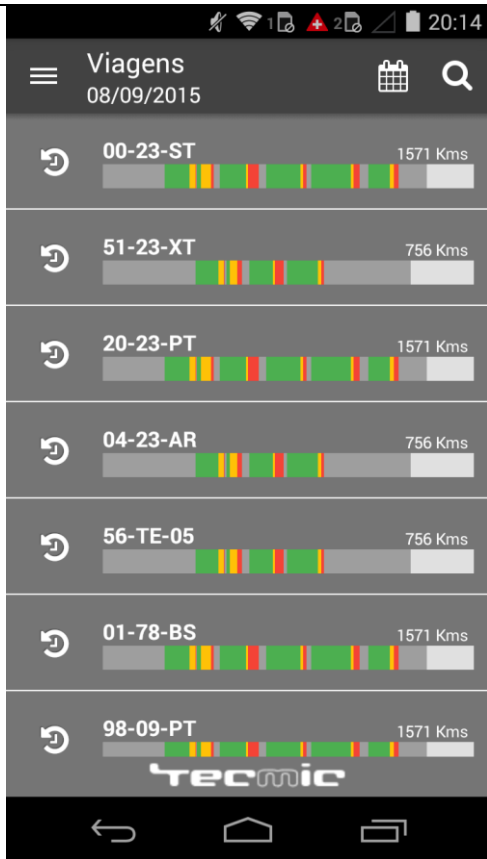 1 2 20:14
Viagens
08/09/2015
00-23-ST 1571 Kms
51-23-XT 756 Kms
20-23-PT 1571 Kms
04-23-AR 756 Kms
56-TE-05 756 Kms
01-78-BS 1571 Kms
98-09-PT 1571 Kms
tecmic